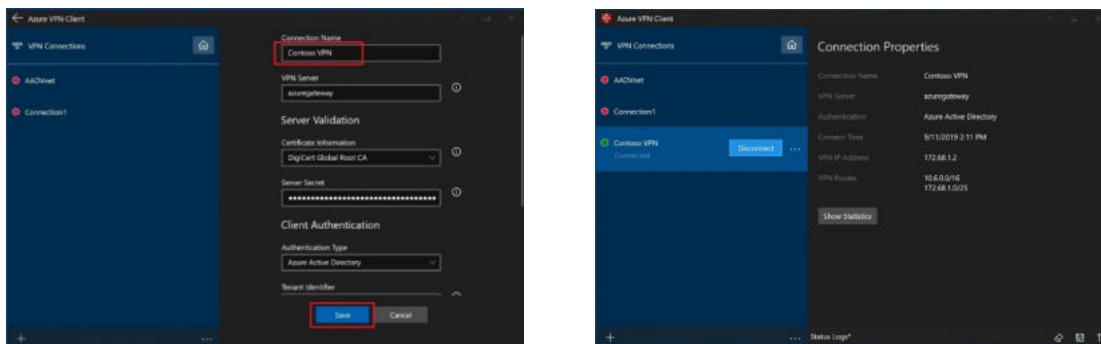 Azure VPN Client
VPN Connections
AADVnet
Connection1
Connection Name
Contoso VPN
VPN Server
azuregateway
Server Validation
Certificate Information
DigiCert Global Root CA
Server Secret
Client Authentication
Authentication Type
Azure Active Directory
Tenant Identifier
Save
Cancel
Azure VPN Client
VPN Connections
AADVnet
Connection1
Contoso VPN
Connected
Disconnect
Connection Properties
Connection Name Contoso VPN
VPN Server azuregateway
Authentication Azure Active Directory
Connect Time 9/11/2019 2:11 PM
VPN IP Address 172.68.1.2
VPN Routes 10.6.0.0/16
172.68.1.0/25
Show Statistics
Status Logs*